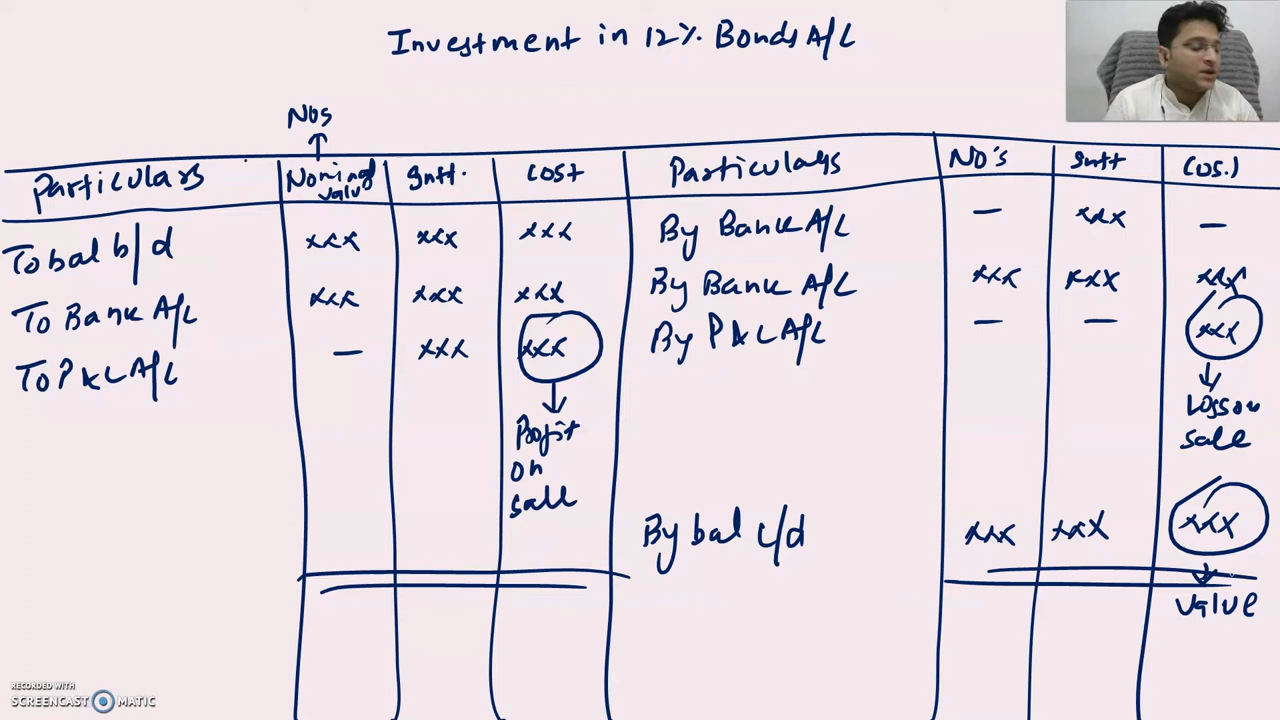 Investment in 12% Bonds A/c
Nos
Particulars Nominal value Intt. Cost Particulars No's Intt Cost
To bal b/d xxx xxx xxx By Bank A/c - xxx -
To Bank A/c xxx xxx xxx By Bank A/c xxx xxx xxx
To P & L A/c - xxx xxx By P & L A/c - - xxx
Profit on sale
Loss on sale
By bal c/d xxx xxx xxx
Value
RECORDED WITH
SCREENCAST MATIC